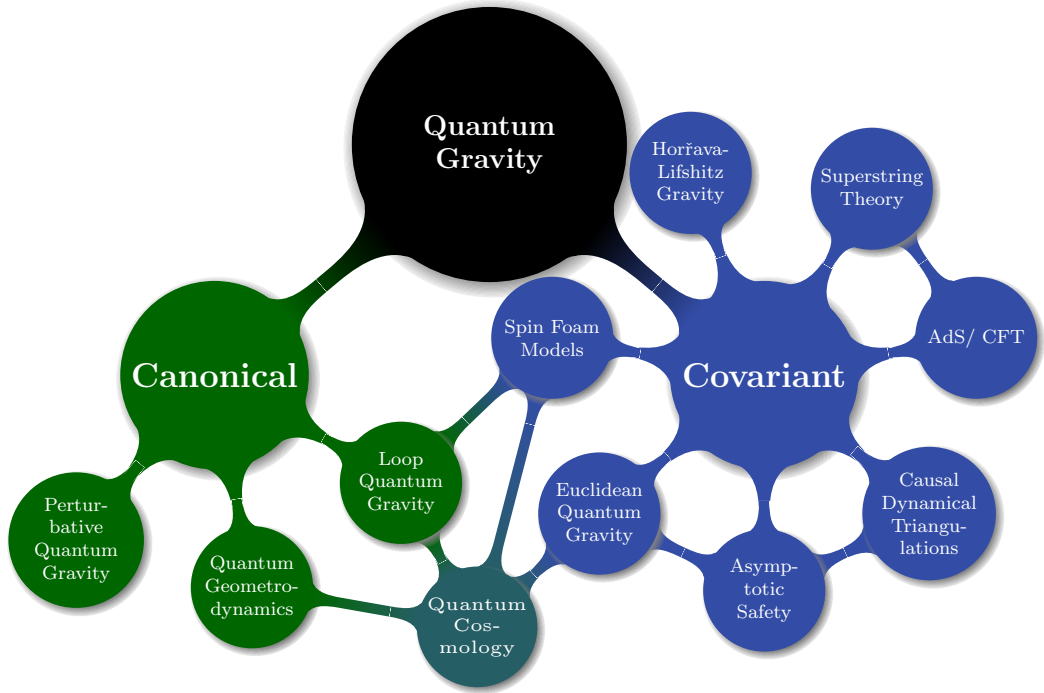 Quantum
Gravity
Horřava-
Lifshitz
Gravity
Superstring
Theory
Spin Foam
Models
AdS/ CFT
Canonical
Covariant
Loop
Quantum
Gravity
Euclidean
Quantum
Gravity
Causal
Dynamical
Triangu-
lations
Pertur-
bative
Quantum
Gravity
Quantum
Geometro-
dynamics
Asymp-
totic
Safety
Quantum
Cos-
mology